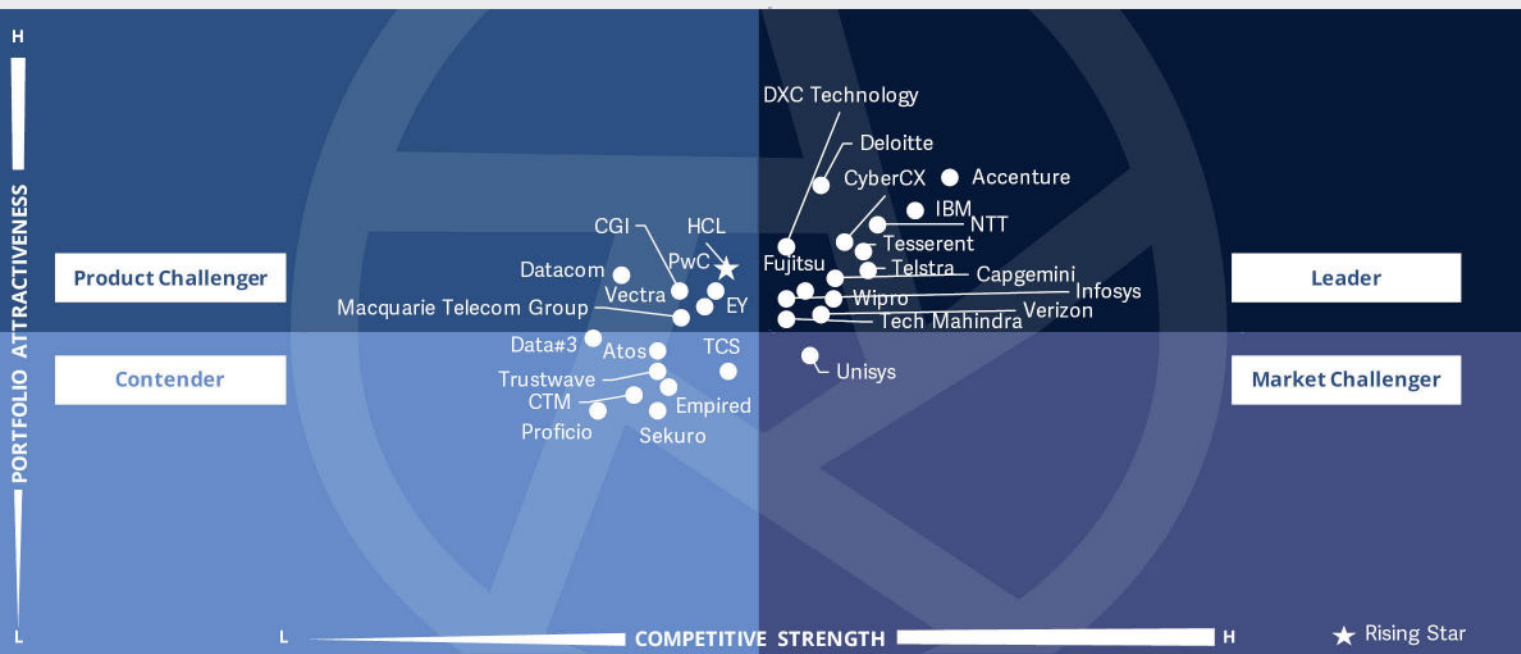 H
DXC Technology
Deloitte
CyberCX
Accenture
IBM
NTT
CGI
HCL
Tesserent
PwC
Fujitsu
Telstra
Datacom
Capgemini
Product Challenger
Leader
Vectra
Infosys
Macquarie Telecom Group
EY
Wipro
Verizon
Tech Mahindra
Data#3
Atos
TCS
Unisys
Contender
Market Challenger
Trustwave
CTM
Empired
Proficio
Sekuro
PORTFOLIO ATTRACTIVENESS
L
L
COMPETITIVE STRENGTH
H
Rising Star